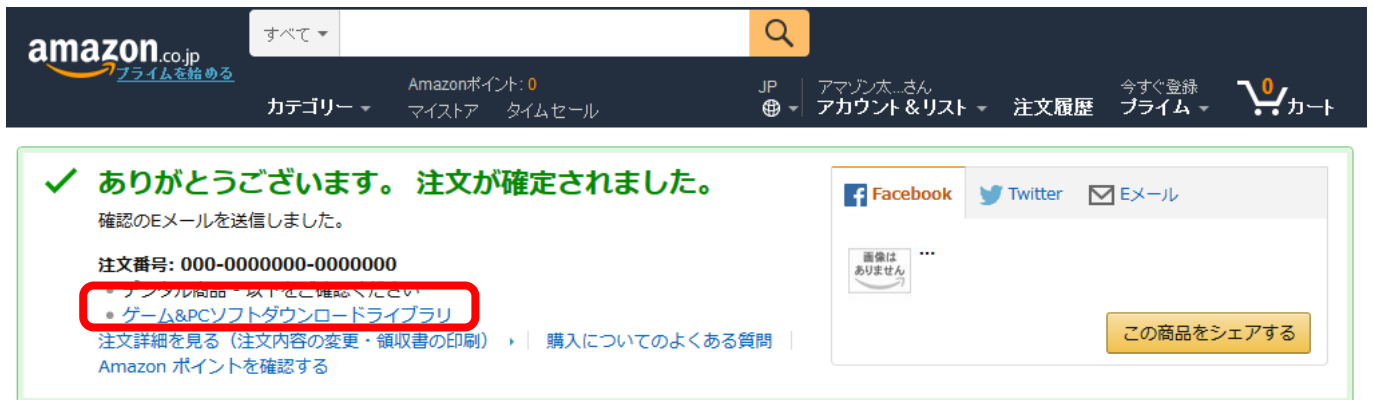 amazon.co.jp
プライムを始める
すべて
カテゴリー
Amazonポイント: 0
マイストア タイムセール
JP
アマゾン太...さん
アカウント&リスト
注文履歴
今すぐ登録
プライム
0
カート
ありがとうございます。 注文が確定されました。
確認のEメールを送信しました。
注文番号: 000-0000000-0000000
デジタル商品 - 以下をご確認ください
ゲーム&PCソフトダウンロードライブラリ
注文詳細を見る（注文内容の変更・領収書の印刷） | 購入についてのよくある質問 |
Amazon ポイントを確認する
Facebook
Twitter
Eメール
画像は
ありません
...
この商品をシェアする